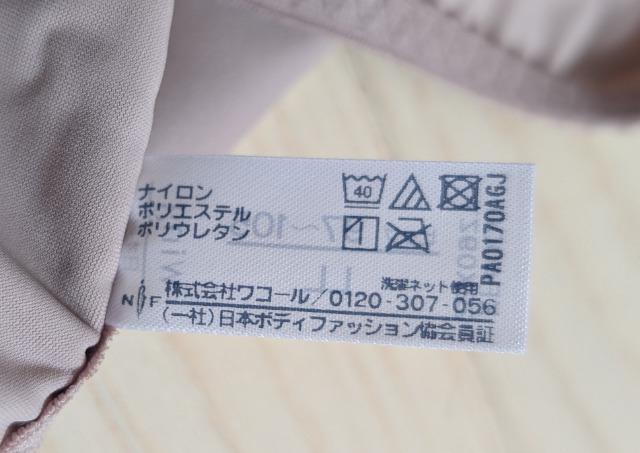 ナイロン
ポリエステル
ポリウレタン
40
洗濯ネット使用
N F
株式会社ワコール/0120-307-056
(一社)日本ボディファッション協会員証
PA0170AGJ